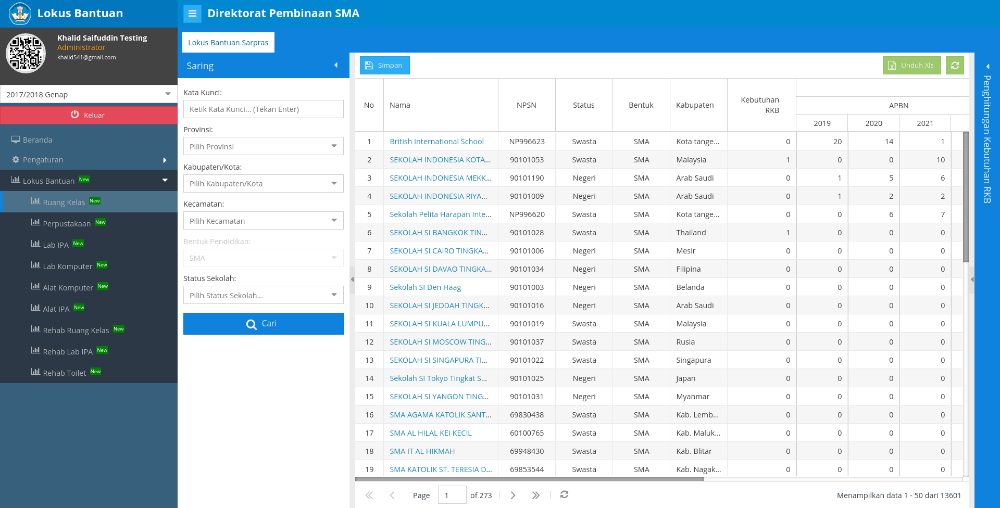 Lokus Bantuan
Direktorat Pembinaan SMA
Khalid Saifuddin Testing
Administrator
khalid541@gmail.com
2017/2018 Genap
Keluar
Beranda
Pengaturan
Lokus Bantuan New
Ruang Kelas New
Perpustakaan New
Lab IPA New
Lab Komputer New
Alat Komputer New
Alat IPA New
Rehab Ruang Kelas New
Rehab Lab IPA New
Rehab Toilet New
Lokus Bantuan Sarpras
Saring
Kata Kunci:
Ketik Kata Kunci... (Tekan Enter)
Provinsi:
Pilih Provinsi
Kabupaten/Kota:
Pilih Kabupaten/Kota
Kecamatan:
Pilih Kecamatan
Bentuk Pendidikan:
SMA
Status Sekolah:
Pilih Status Sekolah...
Cari
Simpan
Unduh Xls
No Nama NPSN Status Bentuk Kabupaten Kebutuhan
RKB
APBN
2019 2020 2021
1 British International School NP996623 Swasta SMA Kota tange... 0 20 14 1
2 SEKOLAH INDONESIA KOTA... 90101053 Swasta SMA Malaysia 1 0 0 10
3 SEKOLAH INDONESIA MEKK... 90101190 Negeri SMA Arab Saudi 0 1 5 6
4 SEKOLAH INDONESIA RIYA... 90101009 Negeri SMA Arab Saudi 0 1 2 2
5 Sekolah Pelita Harapan Inte... NP996620 Swasta SMA Kota tange... 0 0 6 7
6 SEKOLAH SI BANGKOK TIN... 90101028 Swasta SMA Thailand 1 0 0 0
7 SEKOLAH SI CAIRO TINGKA... 90101006 Negeri SMA Mesir 0 0 0 0
8 SEKOLAH SI DAVAO TINGKA... 90101034 Negeri SMA Filipina 0 0 0 0
9 Sekolah SI Den Haag 90101003 Negeri SMA Belanda 0 0 0 0
10 SEKOLAH SI JEDDAH TINGK... 90101016 Negeri SMA Arab Saudi 0 0 0 0
11 SEKOLAH SI KUALA LUMPU... 90101019 Swasta SMA Malaysia 0 0 0 0
12 SEKOLAH SI MOSCOW TING... 90101037 Swasta SMA Rusia 0 0 0 0
13 SEKOLAH SI SINGAPURA TI... 90101022 Swasta SMA Singapura 0 0 0 0
14 Sekolah SI Tokyo Tingkat S... 90101025 Negeri SMA Japan 0 0 0 0
15 SEKOLAH SI YANGON TING... 90101031 Negeri SMA Myanmar 0 0 0 0
16 SMA AGAMA KATOLIK SANT... 69830438 Swasta SMA Kab. Lemb... 0 0 0 0
17 SMA AL HILAL KEI KECIL 60100765 Swasta SMA Kab. Maluk... 0 0 0 0
18 SMA IT AL HIKMAH 69948430 Swasta SMA Kab. Blitar 0 0 0 0
19 SMA KATOLIK ST. TERESIA D... 69853544 Swasta SMA Kab. Nagak... 0 0 0 0
Page 1 of 273
Menampilkan data 1 - 50 dari 13601
Penghitungan Kebutuhan RKB